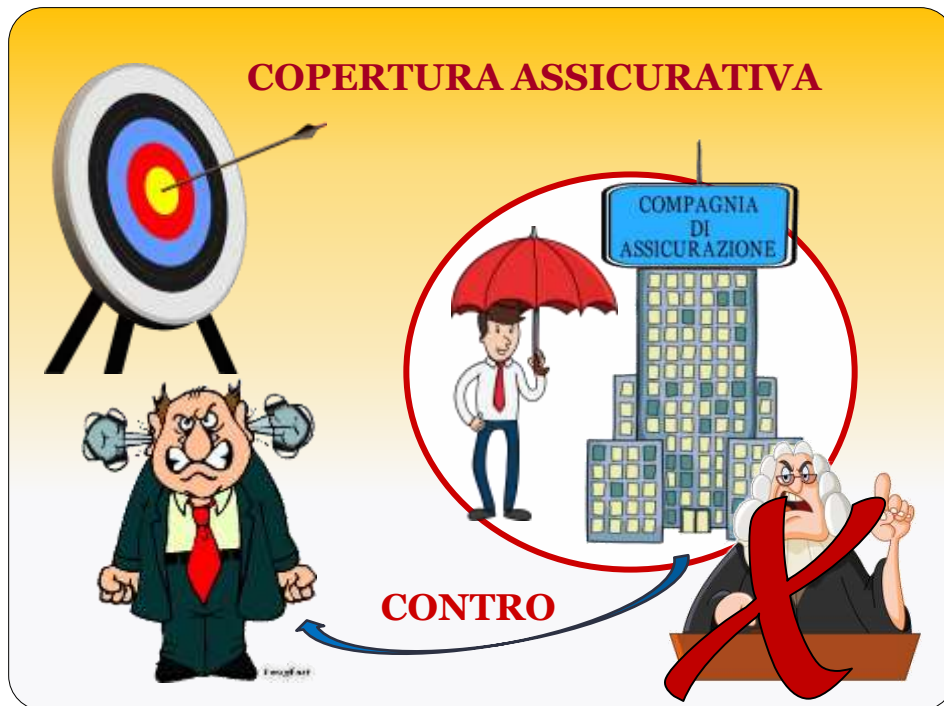 COPERTURA ASSICURATIVA
COMPAGNIA
DI
ASSICURAZIONE
CONTRO